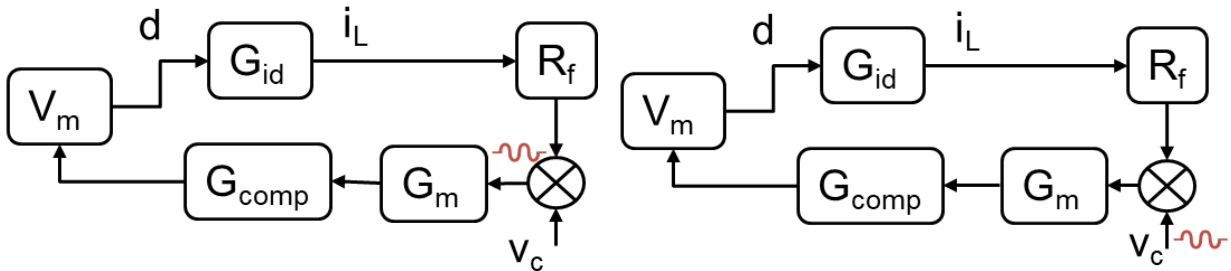 d
i_L
G_id
R_f
V_m
G_comp
G_m
v_c
d
i_L
G_id
R_f
V_m
G_comp
G_m
v_c